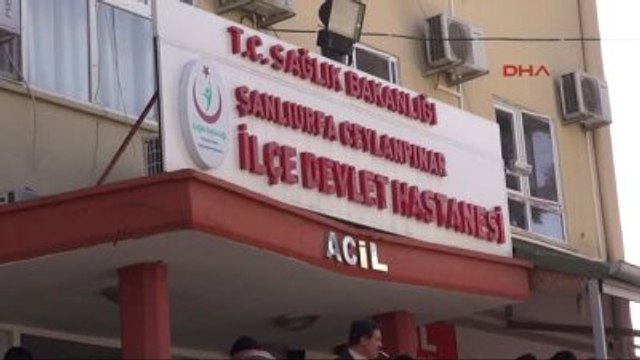 T.C. SAĞLIK BAKANLIĞI
ŞANLIURFA CEYLANPINAR
İLÇE DEVLET HASTANESİ
ACİL
DHA